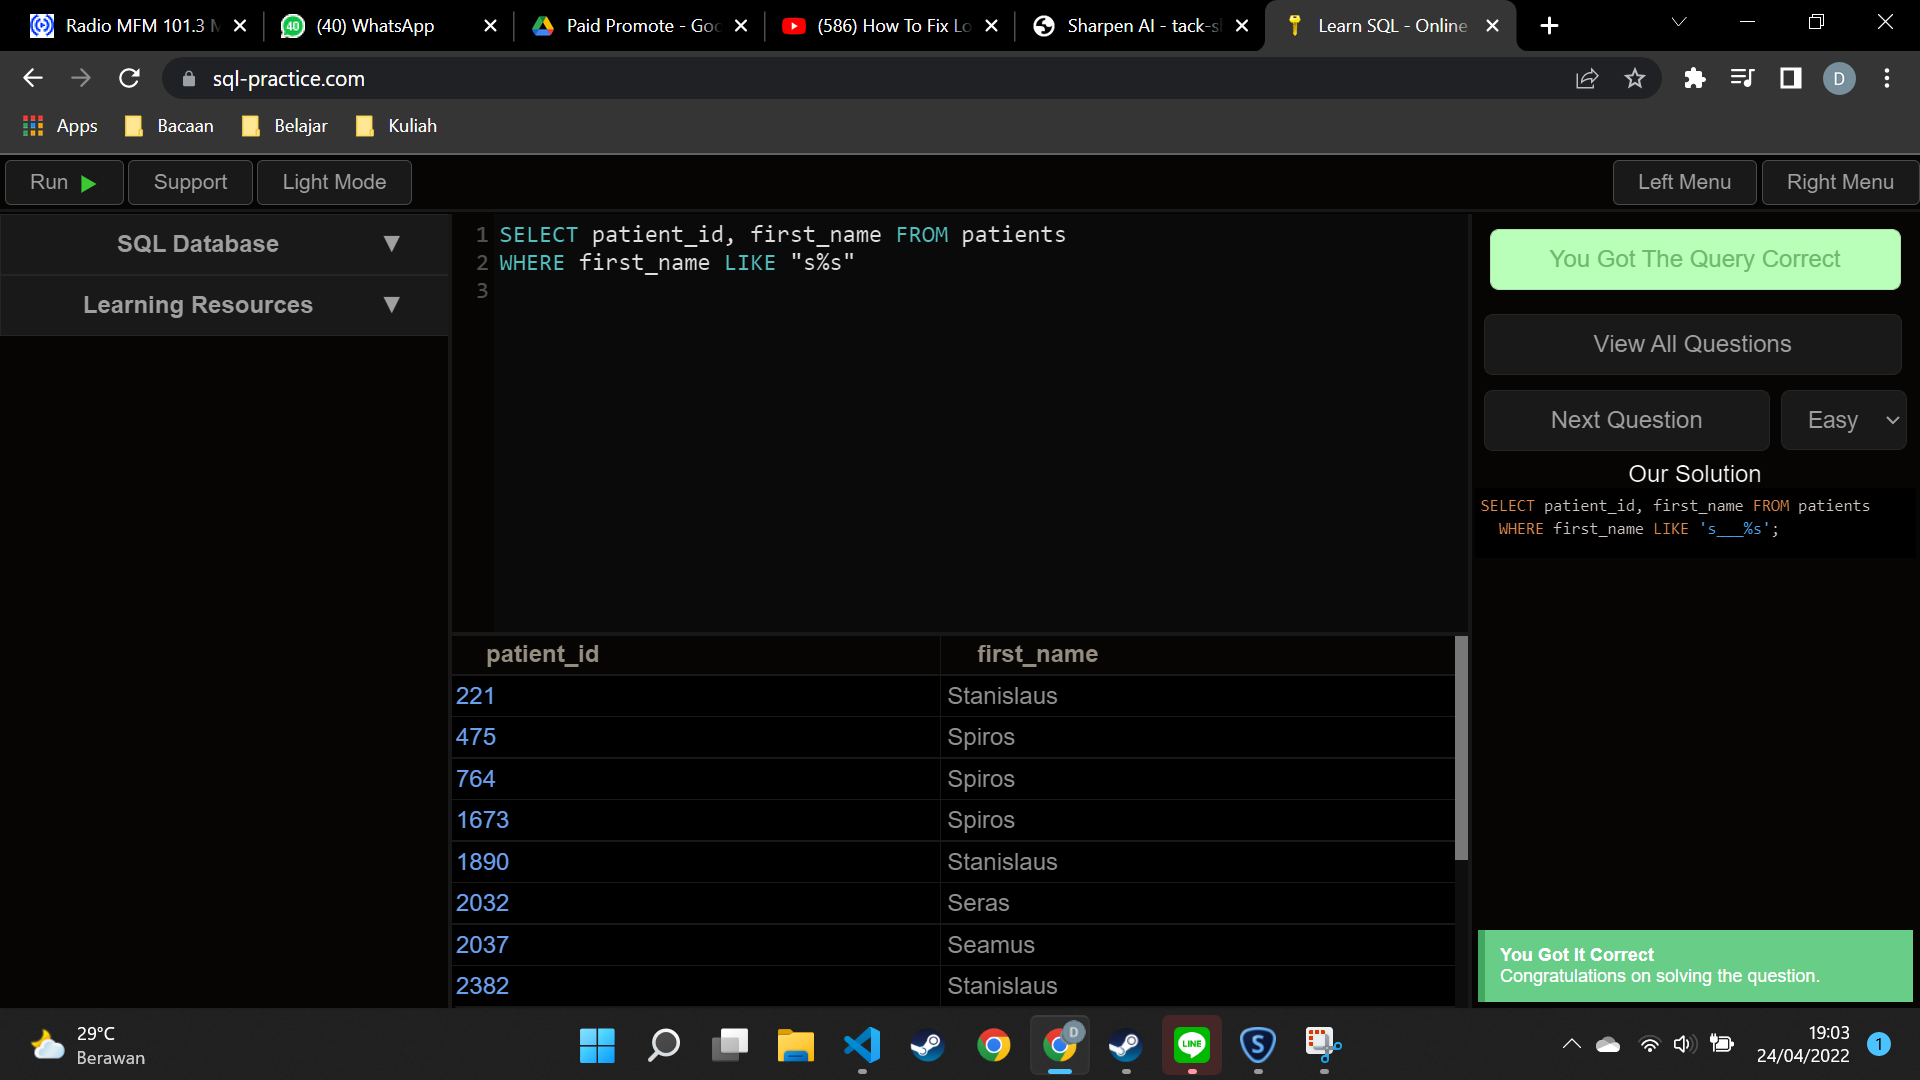 Radio MFM 101.3 M
(40) WhatsApp
Paid Promote - Goo
(586) How To Fix Lo
Sharpen AI - tack-sh
Learn SQL - Online
sql-practice.com
D
Apps
Bacaan
Belajar
Kuliah
Run
Support
Light Mode
Left Menu
Right Menu
SQL Database ▼
Learning Resources ▼
1 SELECT patient_id, first_name FROM patients
2 WHERE first_name LIKE "s%s"
3
You Got The Query Correct
View All Questions
Next Question
Easy
Our Solution
SELECT patient_id, first_name FROM patients
WHERE first_name LIKE 's___%s';
patient_id first_name
221 Stanislaus
475 Spiros
764 Spiros
1673 Spiros
1890 Stanislaus
2032 Seras
2037 Seamus
2382 Stanislaus
You Got It Correct
Congratulations on solving the question.
29°C
Berawan
D
LINE
S
19:03
24/04/2022
1